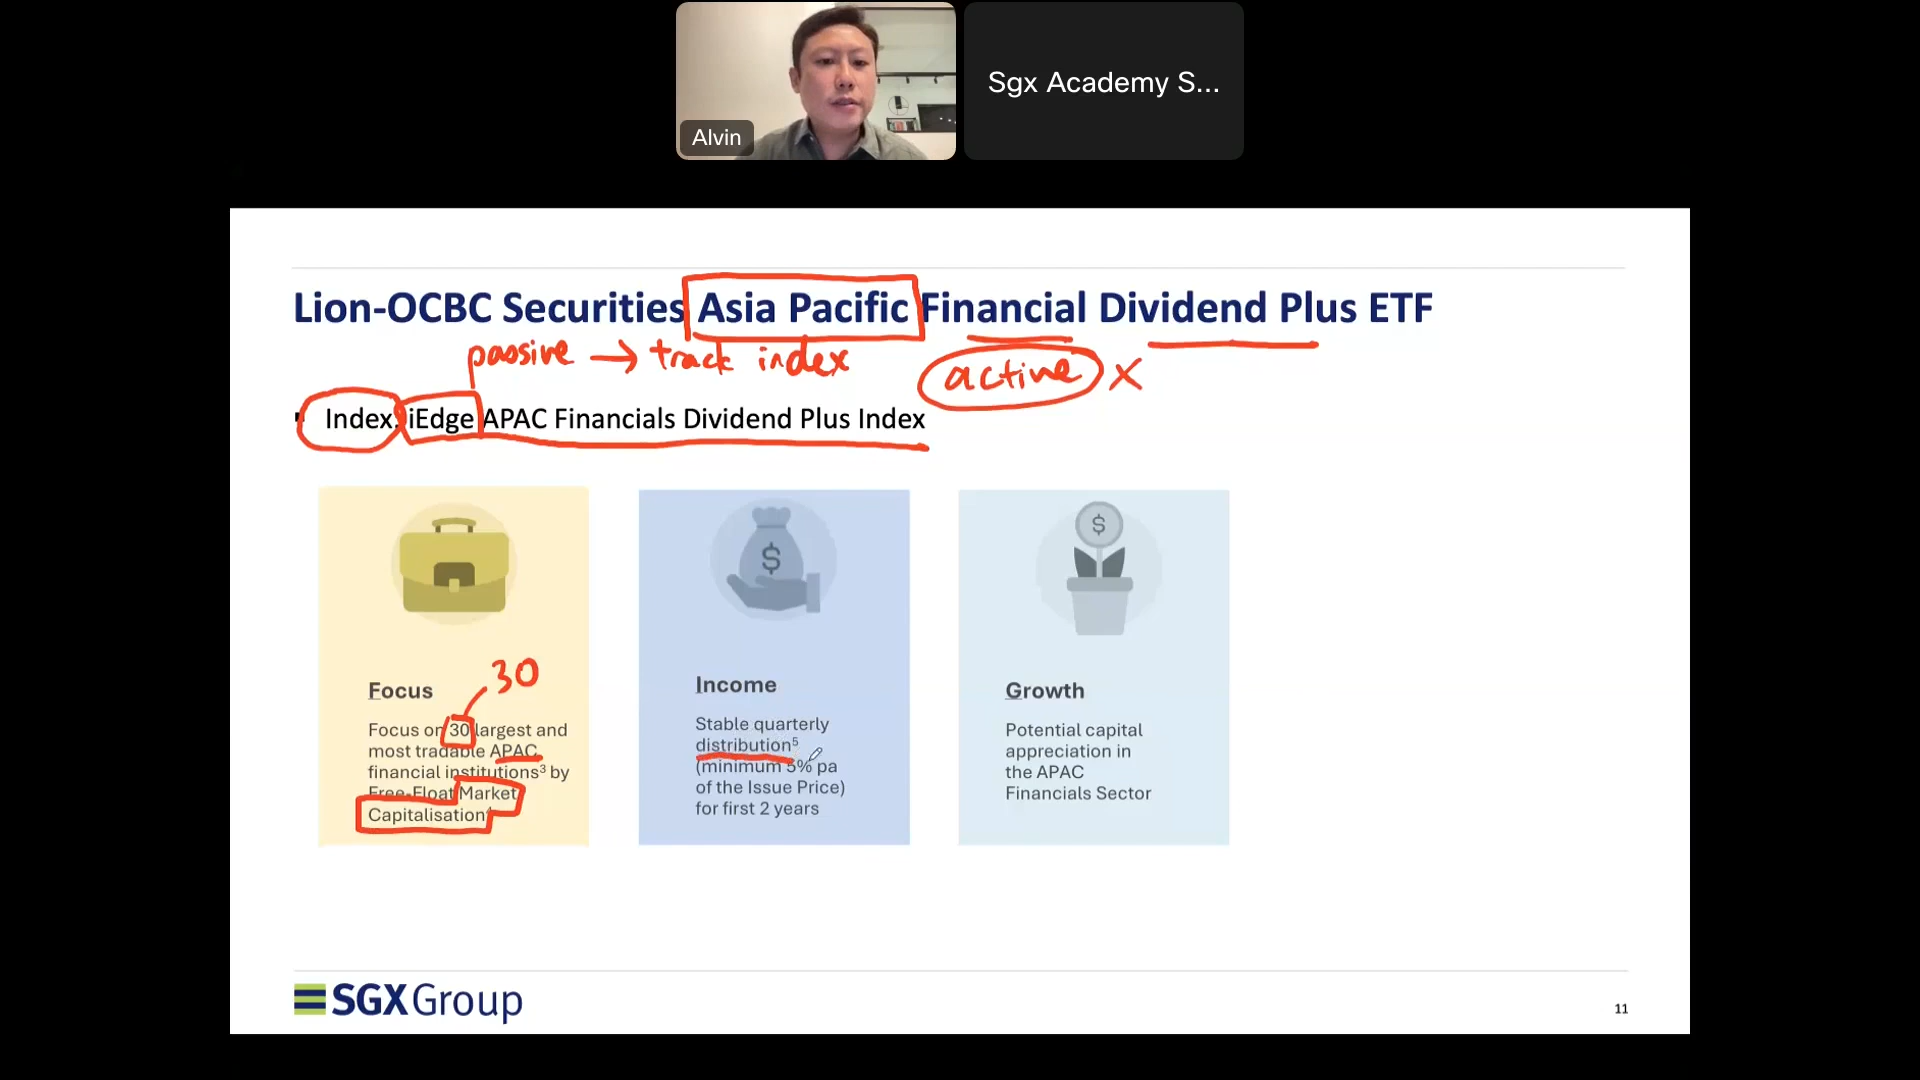 Alvin
Sgx Academy S...
Lion-OCBC Securities Asia Pacific Financial Dividend Plus ETF
passive → track index
active X
Index: iEdge APAC Financials Dividend Plus Index
30
Focus
Focus on 30 largest and
most tradable APAC
financial institutions³ by
Free-Float Market
Capitalisation⁴
Income
Stable quarterly
distribution⁵
(minimum 5% pa
of the Issue Price)
for first 2 years
Growth
Potential capital
appreciation in
the APAC
Financials Sector
SGX Group
11